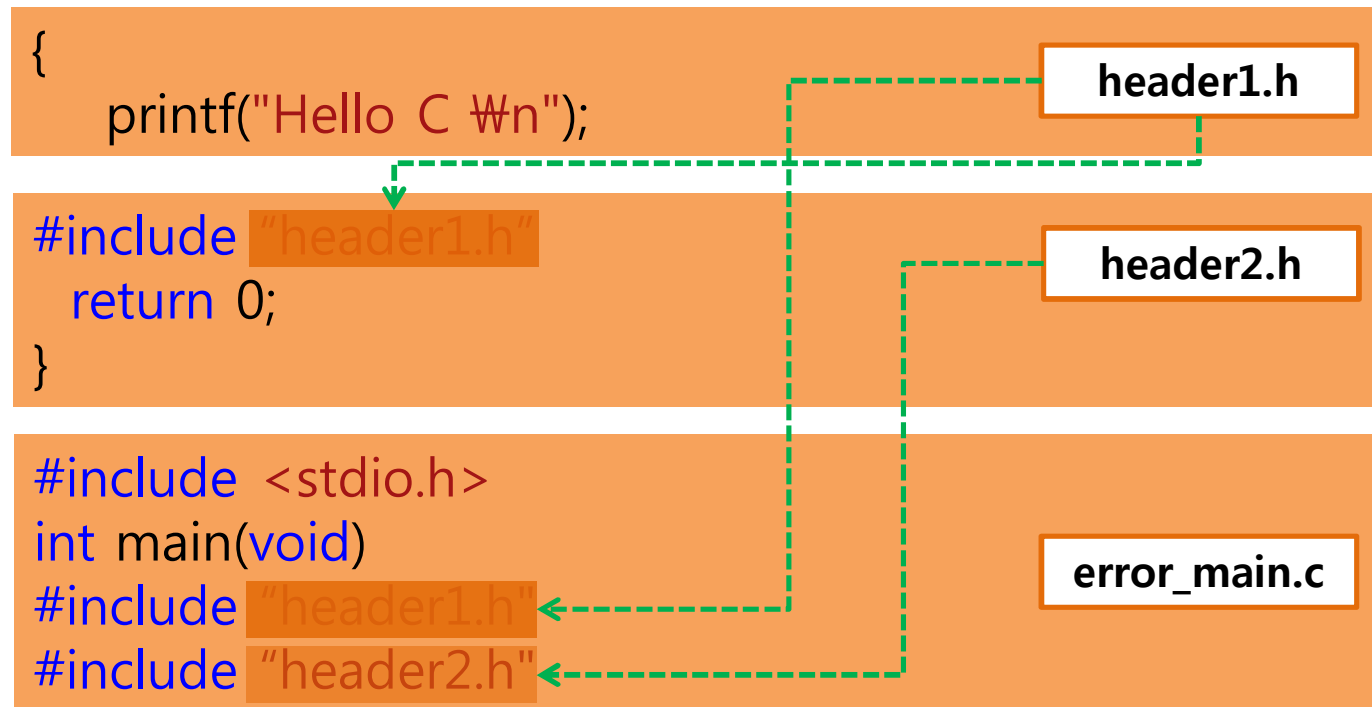 {
header1.h
printf("Hello C ₩n");
#include “header1.h”
header2.h
return 0;
}
#include <stdio.h>
int main(void)
error_main.c
#include “header1.h"
#include “header2.h"